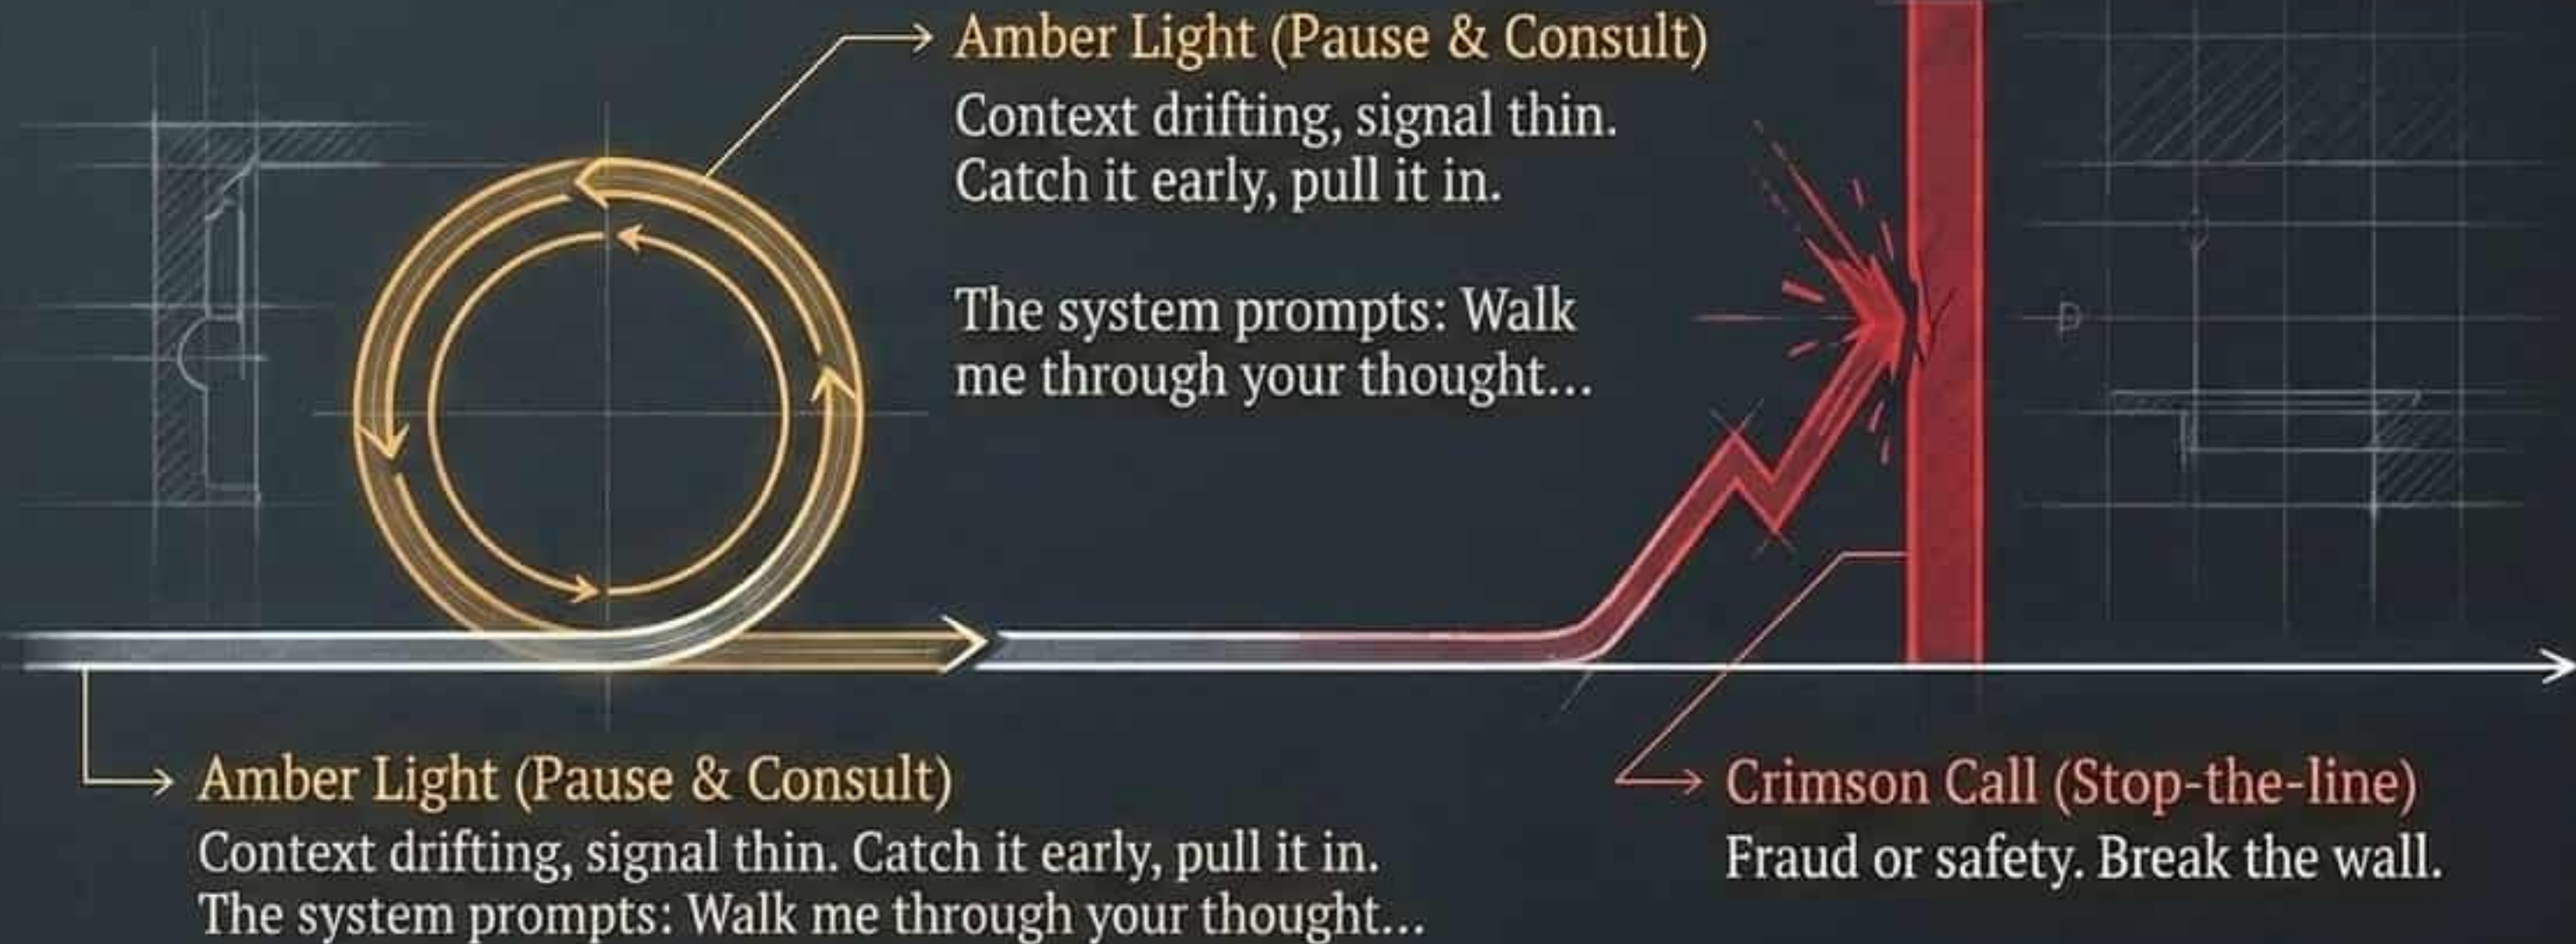 Amber Light (Pause & Consult)
Context drifting, signal thin.
Catch it early, pull it in.
The system prompts: Walk
me through your thought...
D
Amber Light (Pause & Consult)
Context drifting, signal thin. Catch it early, pull it in.
The system prompts: Walk me through your thought...
Crimson Call (Stop-the-line)
Fraud or safety. Break the wall.